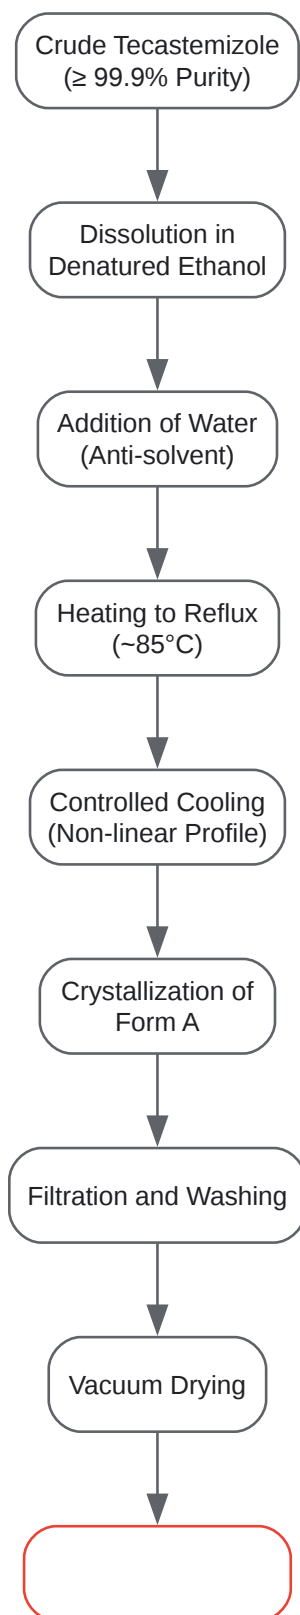 Crude Tecastemizole
(≥ 99.9% Purity)
Dissolution in
Denatured Ethanol
Addition of Water
(Anti-solvent)
Heating to Reflux
(~85°C)
Controlled Cooling
(Non-linear Profile)
Crystallization of
Form A
Filtration and Washing
Vacuum Drying